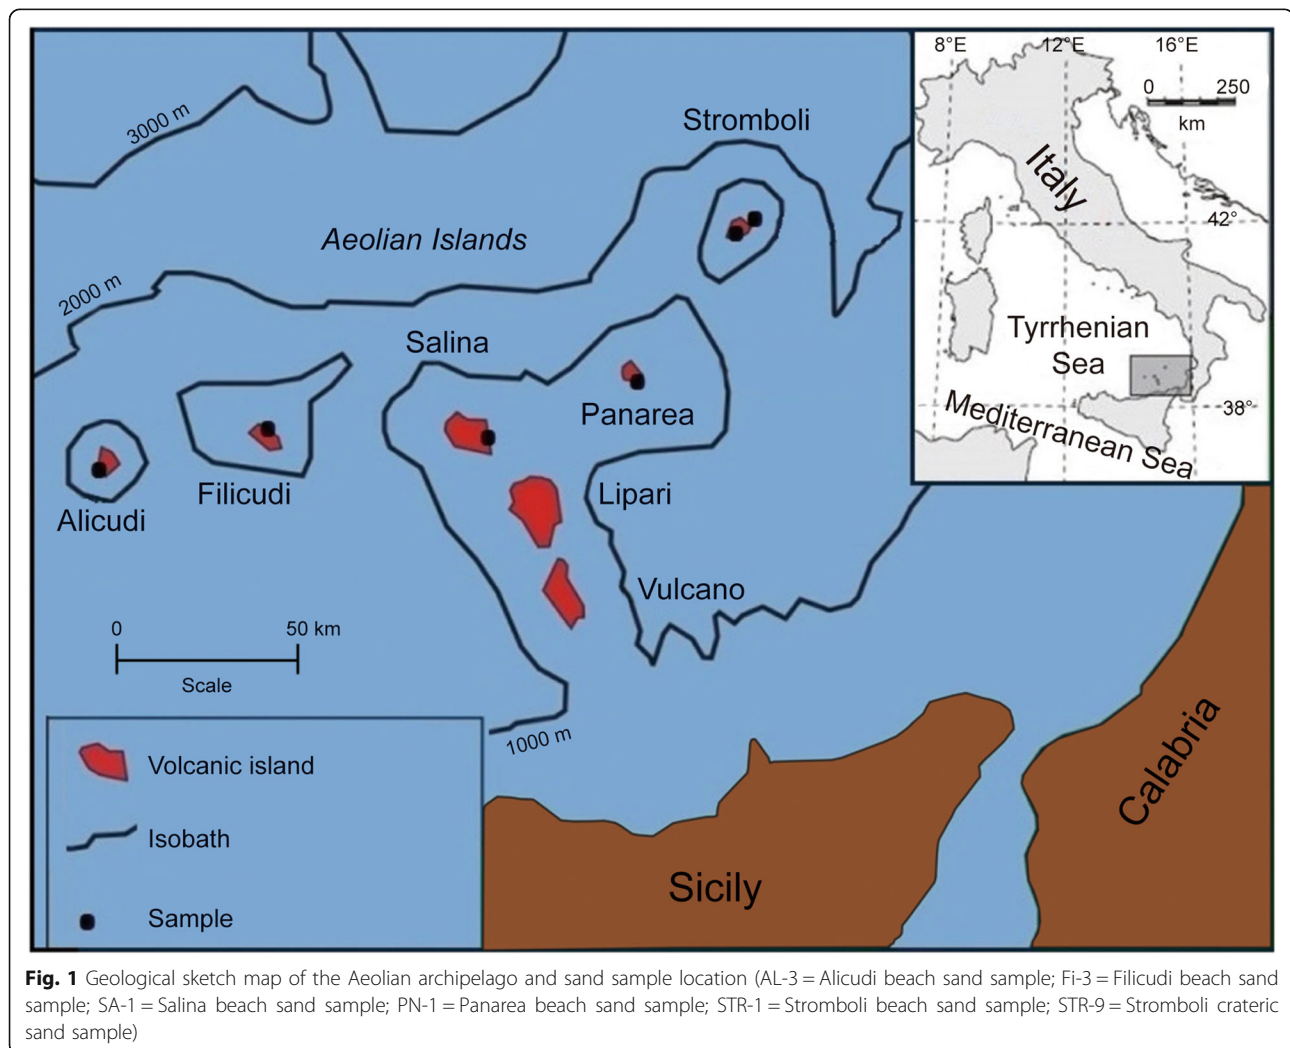 8°E 12°E 16°E
0 250
km
Italy
42°
Tyrrhenian
Sea
38°
Mediterranean Sea
3000 m
Stromboli
Aeolian Islands
2000 m
Salina
Panarea
Filicudi
Lipari
Alicudi
Vulcano
0 50 km
Scale
1000 m
Volcanic island
Isobath
Sample
Sicily
Calabria
Fig. 1 Geological sketch map of the Aeolian archipelago and sand sample location (AL-3 = Alicudi beach sand sample; Fi-3 = Filicudi beach sand
sample; SA-1 = Salina beach sand sample; PN-1 = Panarea beach sand sample; STR-1 = Stromboli beach sand sample; STR-9 = Stromboli crateric
sand sample)